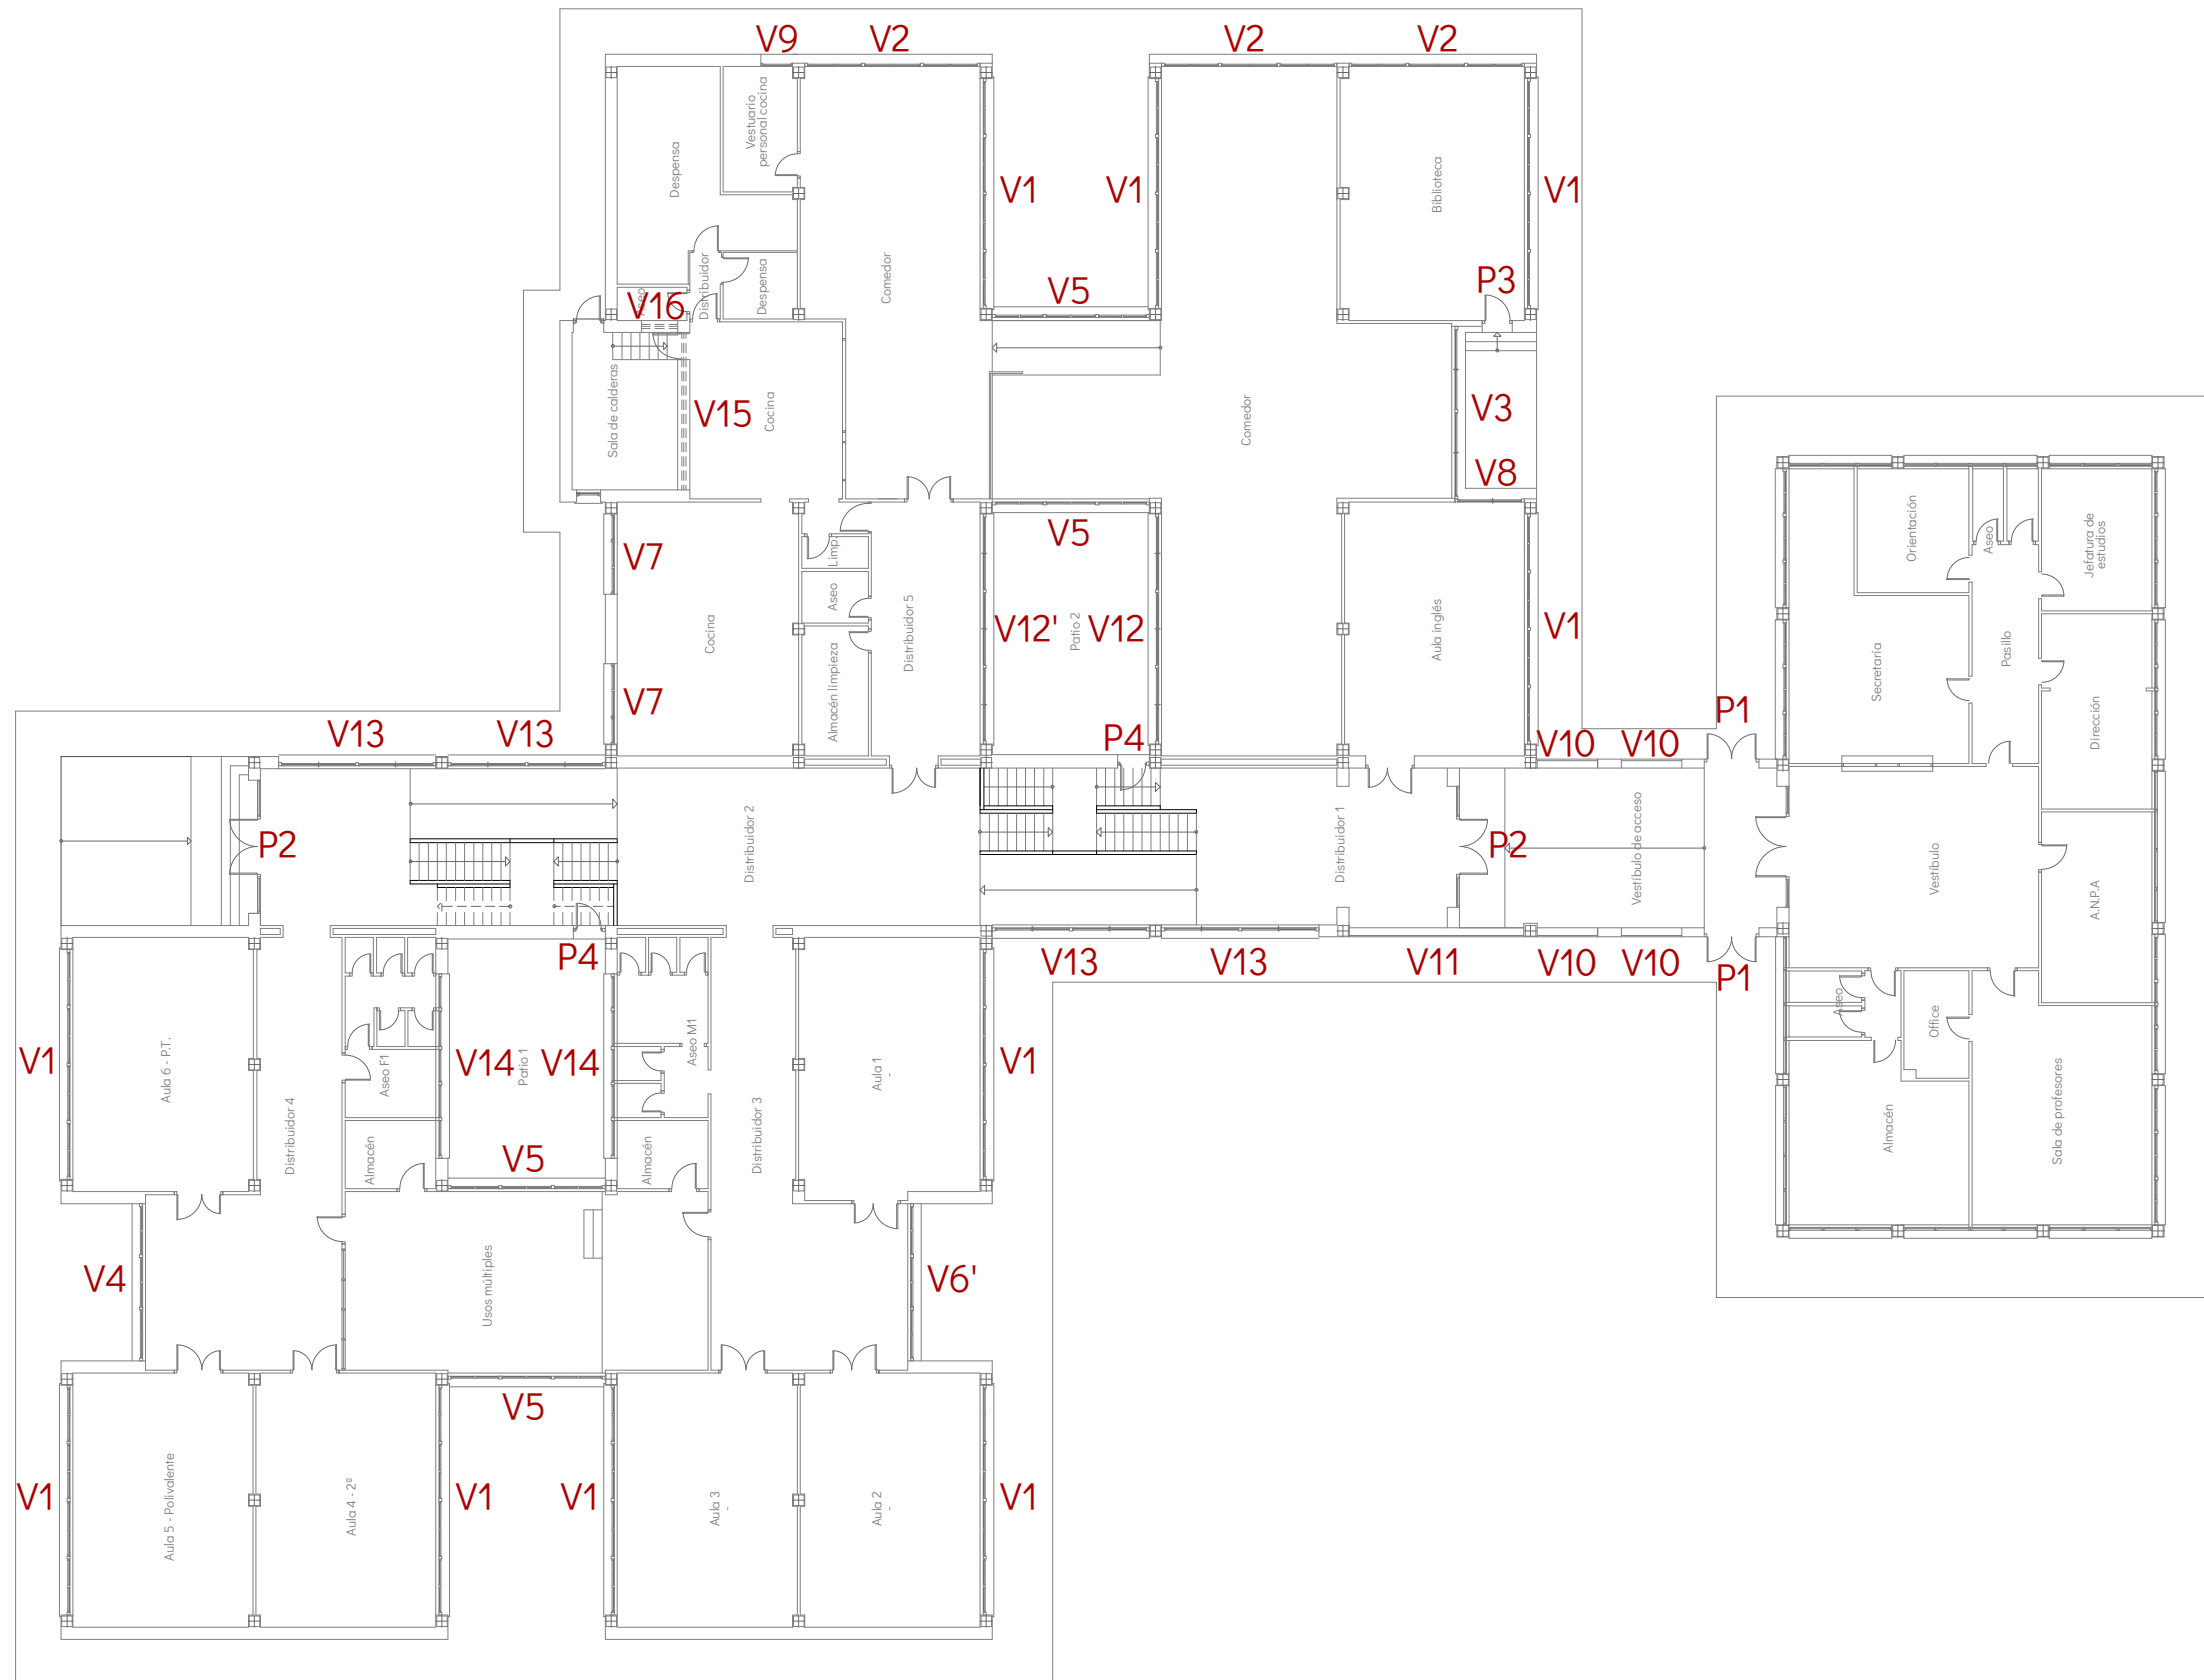 V9
V2
V2
V2
Vestuario
personal cocina
Despensa
Biblioteca
V1
V1
V1
Distribuidor
Despensa
Comedor
P3
V5
Aseo
V16
Sala de calderas
V15
Cocina
Comedor
V3
V8
Orientación
Aseo
Jefatura de
estudios
V5
V7
Limp.
Aseo
Distribuidor 5
V12'
Patio 2
V12
Aula inglés
V1
Cocina
Almacén limpieza
Secretaría
Pasillo
Dirección
V7
V13
V13
P4
V10
V10
P1
P2
Distribuidor 2
Distribuidor 1
P2
Vestíbulo de acceso
Vestíbulo
A.N.P.A
P4
V13
V13
V11
V10
V10
P1
Aseo
Office
V1
Aula 6 - P.T.
Aseo F1
V14
Patio 1
V14
Aseo M1
Aula 1
-
V1
Distribuidor 4
Almacén
V5
Almacén
Distribuidor 3
Almacén
Sala de profesores
V4
Usos múltiples
V6'
V5
V1
Aula 5 - Polivalente
Aula 4 - 2º
V1
V1
Aula 3
-
Aula 2
-
V1